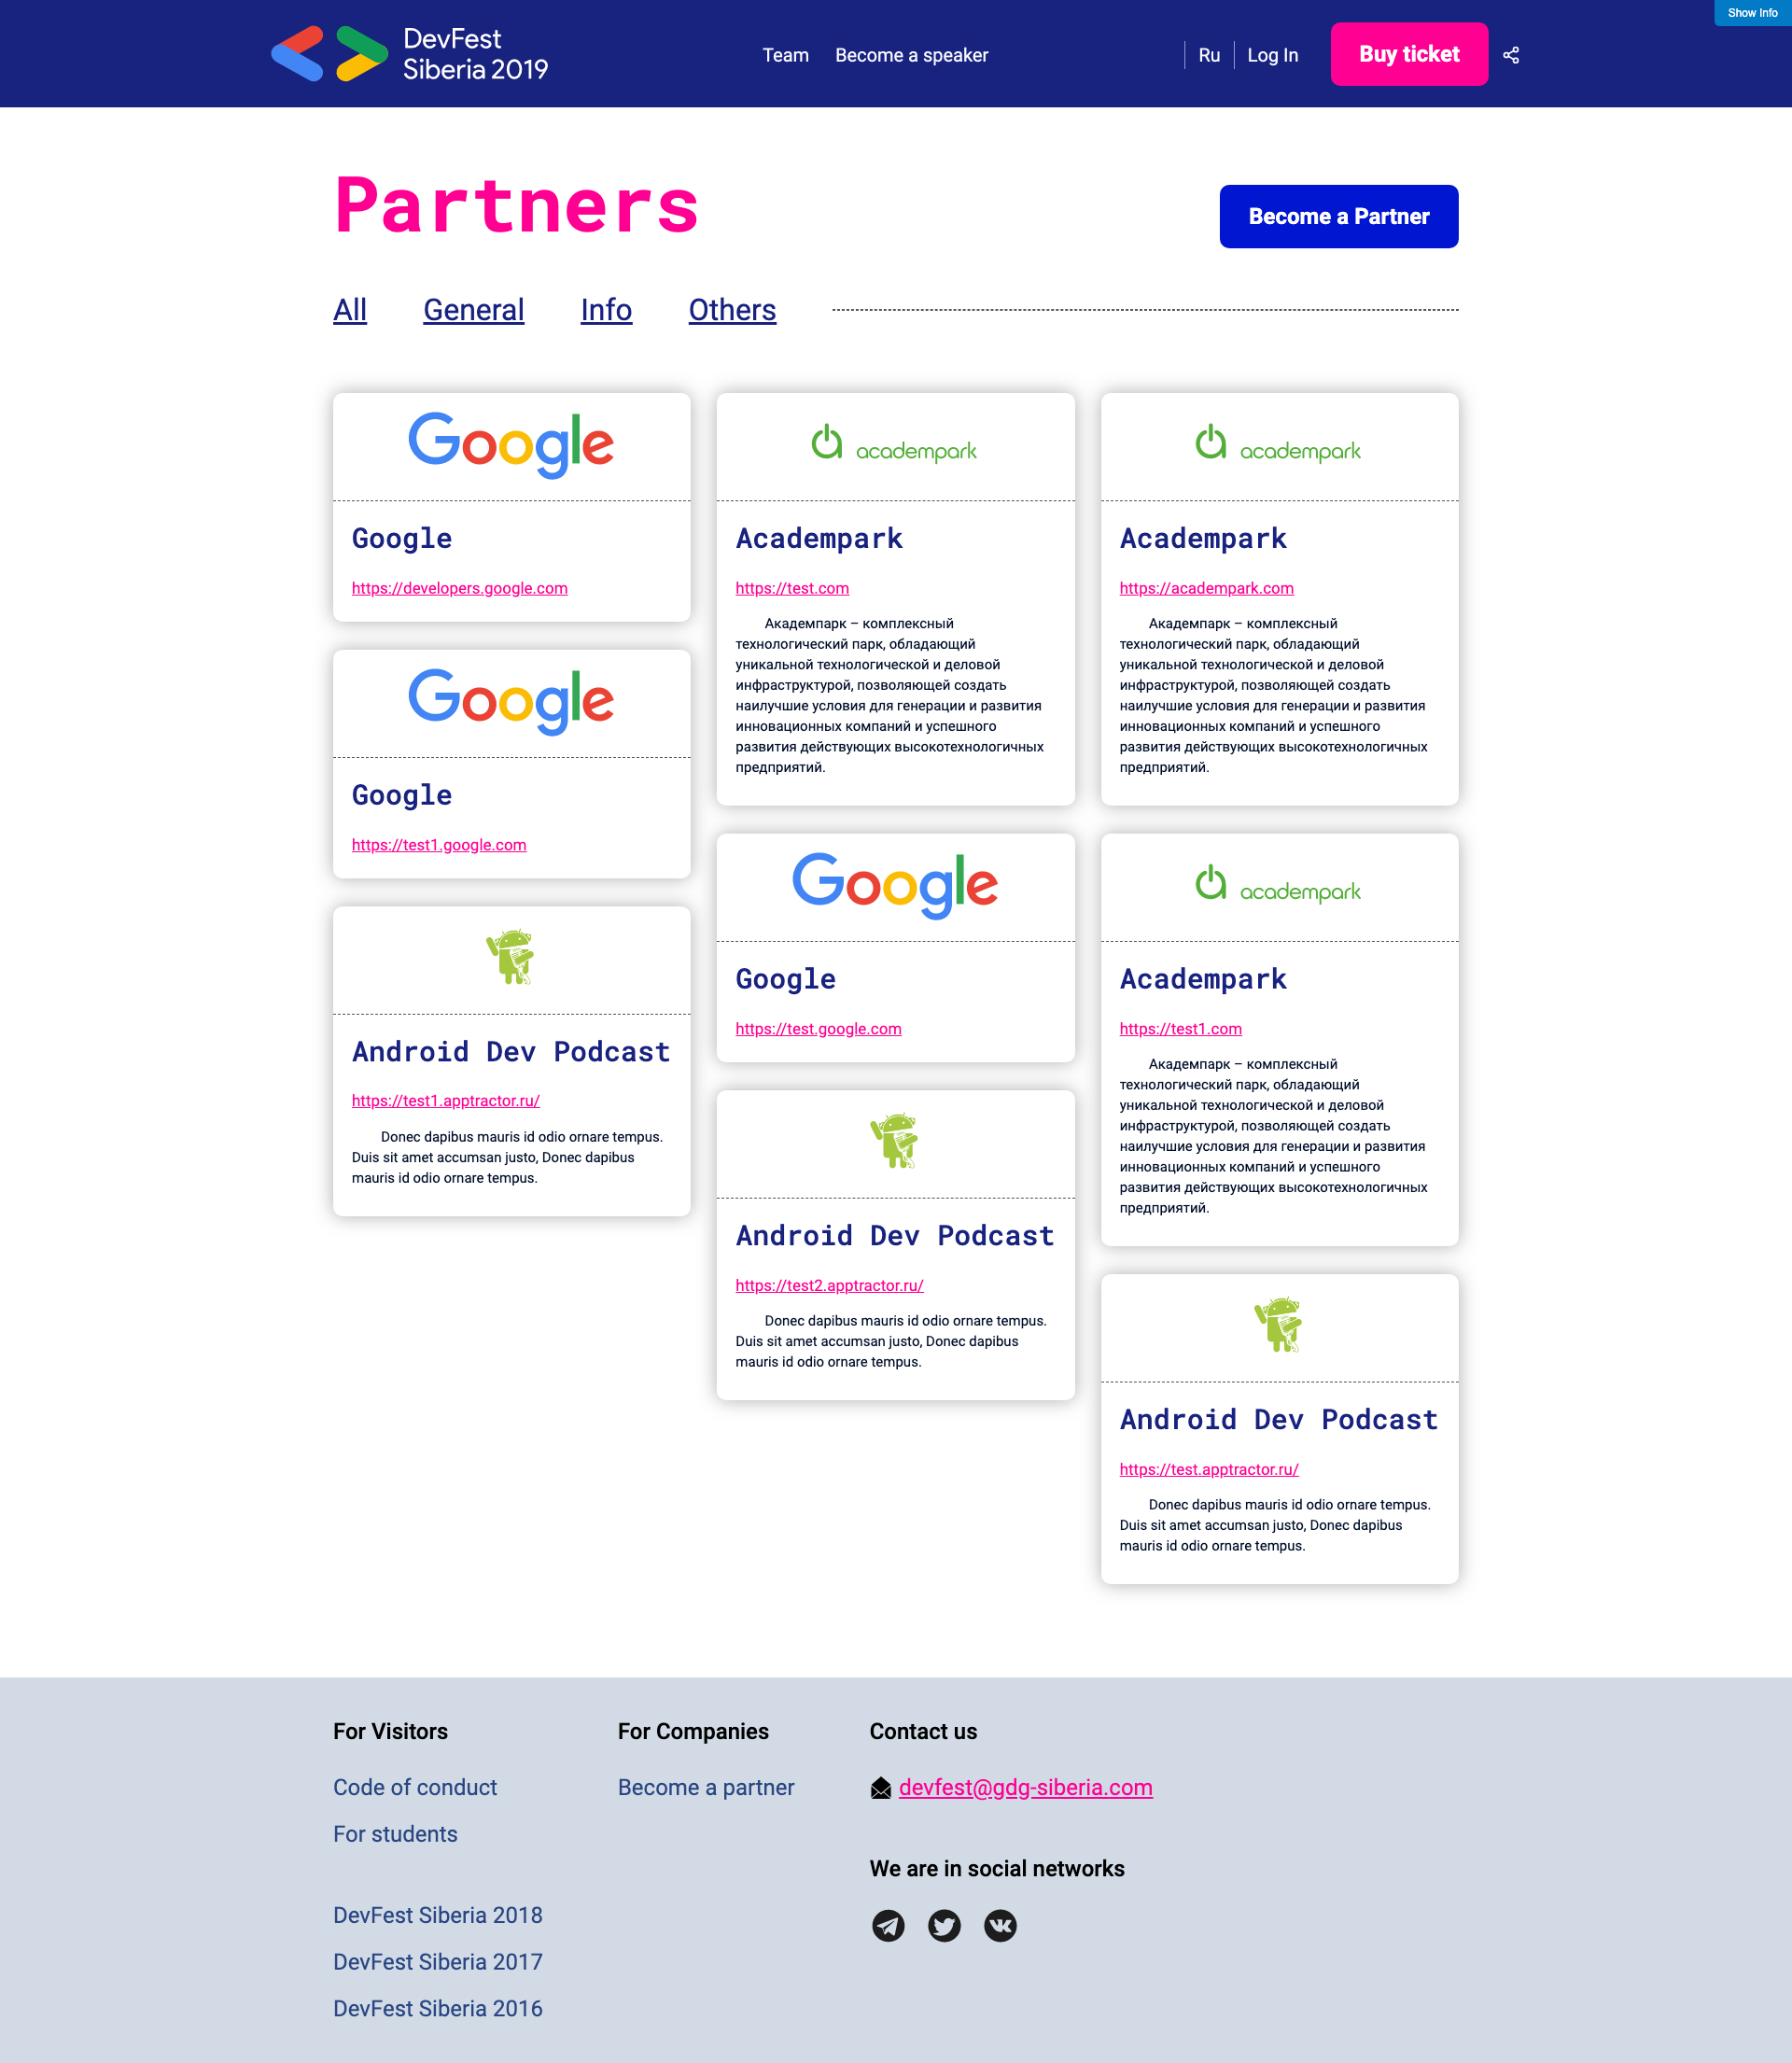 Show Info
DevFest
Siberia 2019
Team
Become a speaker
Ru
Log In
Buy ticket
Partners
Become a Partner
All
General
Info
Others
Google
Google
https://developers.google.com
Google
Google
https://test1.google.com
Android Dev Podcast
https://test1.apptractor.ru/
Donec dapibus mauris id odio ornare tempus.
Duis sit amet accumsan justo, Donec dapibus
mauris id odio ornare tempus.
academpark
Academpark
https://test.com
Академпарк – комплексный
технологический парк, обладающий
уникальной технологической и деловой
инфраструктурой, позволяющей создать
наилучшие условия для генерации и развития
инновационных компаний и успешного
развития действующих высокотехнологичных
предприятий.
Google
Google
https://test.google.com
Android Dev Podcast
https://test2.apptractor.ru/
Donec dapibus mauris id odio ornare tempus.
Duis sit amet accumsan justo, Donec dapibus
mauris id odio ornare tempus.
academpark
Academpark
https://academpark.com
Академпарк – комплексный
технологический парк, обладающий
уникальной технологической и деловой
инфраструктурой, позволяющей создать
наилучшие условия для генерации и развития
инновационных компаний и успешного
развития действующих высокотехнологичных
предприятий.
academpark
Academpark
https://test1.com
Академпарк – комплексный
технологический парк, обладающий
уникальной технологической и деловой
инфраструктурой, позволяющей создать
наилучшие условия для генерации и развития
инновационных компаний и успешного
развития действующих высокотехнологичных
предприятий.
Android Dev Podcast
https://test.apptractor.ru/
Donec dapibus mauris id odio ornare tempus.
Duis sit amet accumsan justo, Donec dapibus
mauris id odio ornare tempus.
For Visitors
Code of conduct
For students
DevFest Siberia 2018
DevFest Siberia 2017
DevFest Siberia 2016
For Companies
Become a partner
Contact us
devfest@gdg-siberia.com
We are in social networks